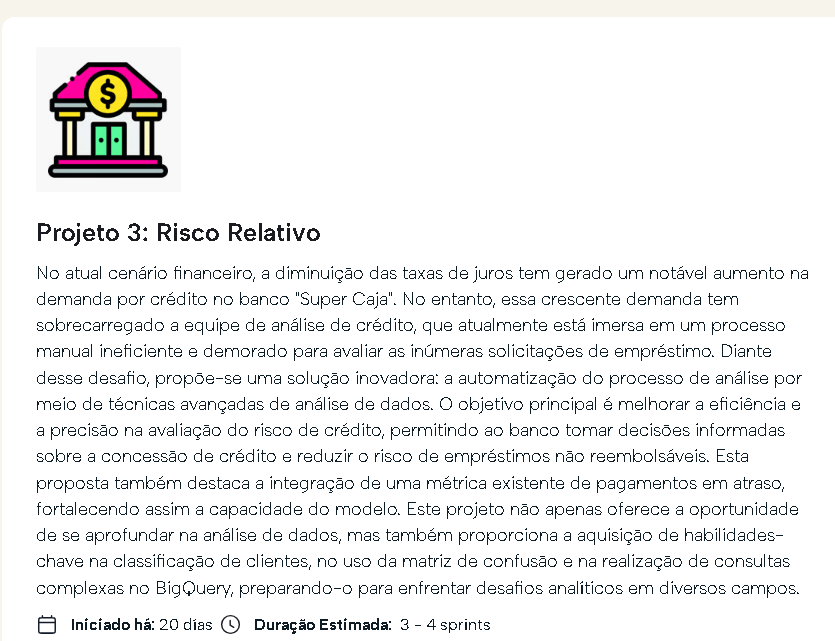 $
Projeto 3: Risco Relativo
No atual cenário financeiro, a diminuição das taxas de juros tem gerado um notável aumento na
demanda por crédito no banco "Super Caja". No entanto, essa crescente demanda tem
sobrecarregado a equipe de análise de crédito, que atualmente está imersa em um processo
manual ineficiente e demorado para avaliar as inúmeras solicitações de empréstimo. Diante
desse desafio, propõe-se uma solução inovadora: a automatização do processo de análise por
meio de técnicas avançadas de análise de dados. O objetivo principal é melhorar a eficiência e
a precisão na avaliação do risco de crédito, permitindo ao banco tomar decisões informadas
sobre a concessão de crédito e reduzir o risco de empréstimos não reembolsáveis. Esta
proposta também destaca a integração de uma métrica existente de pagamentos em atraso,
fortalecendo assim a capacidade do modelo. Este projeto não apenas oferece a oportunidade
de se aprofundar na análise de dados, mas também proporciona a aquisição de habilidades-
chave na classificação de clientes, no uso da matriz de confusão e na realização de consultas
complexas no BigQuery, preparando-o para enfrentar desafios analíticos em diversos campos.
Iniciado há: 20 dias Duração Estimada: 3 - 4 sprints